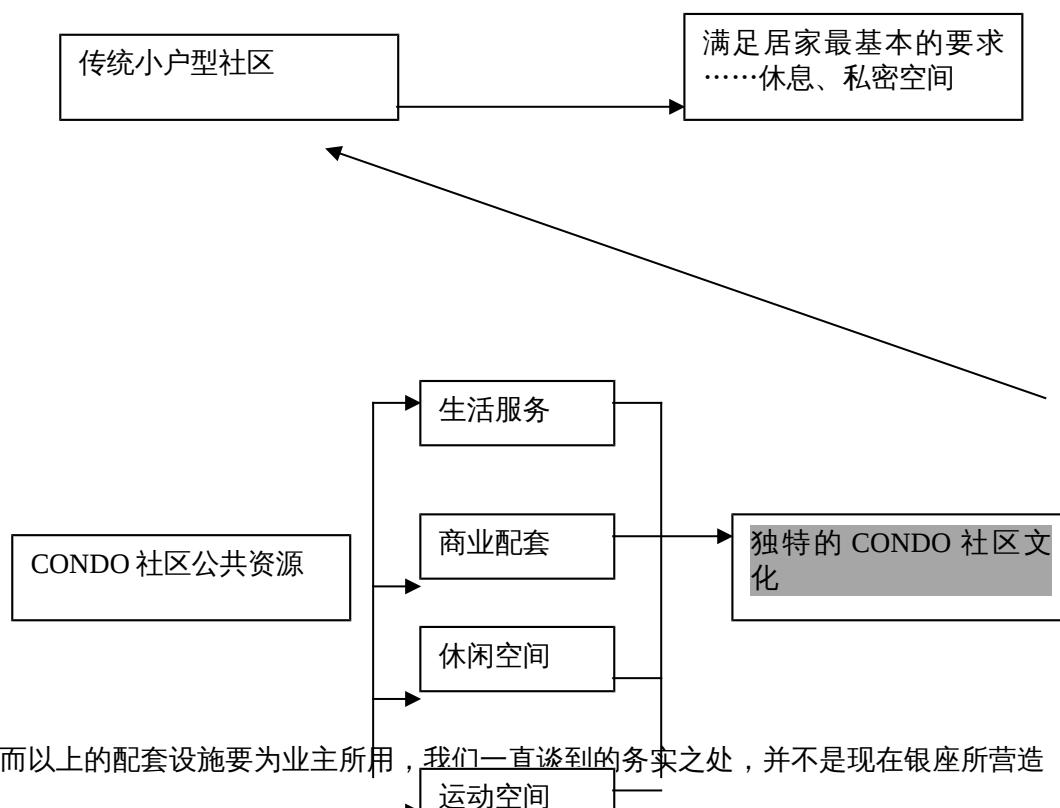 传统小户型社区
满足居家最基本的要求
……休息、私密空间
生活服务
商业配套
CONDO 社区公共资源
独特的 CONDO 社区文
化
休闲空间
而以上的配套设施要为业主所用，我们一直谈到的务实之处，并不是现在银座所营造
运动空间